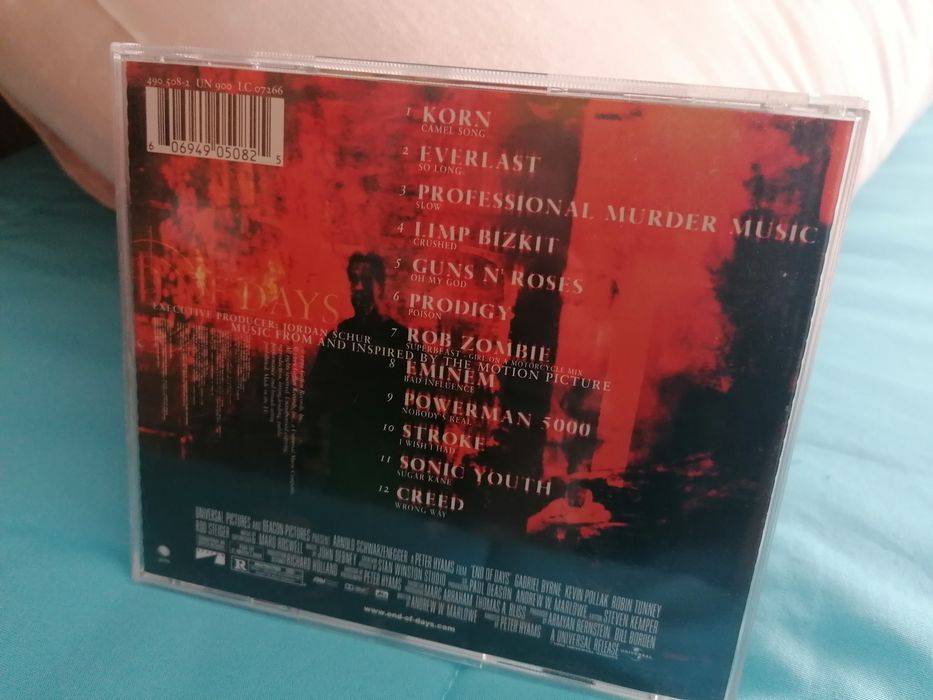 490 508-2 UN 900 LC 07266
6 06949 05082 5
1 KORN
CAMEL SONG
2 EVERLAST
SO LONG
3 PROFESSIONAL MURDER MUSIC
SLOW
4 LIMP BIZKIT
CRUSHED
5 GUNS N' ROSES
OH MY GOD
6 PRODIGY
POISON
7 ROB ZOMBIE
SUPERBEAST - GIRL ON A MOTORCYCLE MIX
8 EMINEM
BAD INFLUENCE
9 POWERMAN 5000
NOBODY'S REAL
10 STROKE
I WISH I HAD
11 SONIC YOUTH
SUGAR KANE
12 CREED
WRONG WAY
DAYS
EXECUTIVE PRODUCER: JORDAN SCHUR
MUSIC FROM AND INSPIRED BY THE MOTION PICTURE
UNIVERSAL PICTURES AND BEACON PICTURES PRESENT ARNOLD SCHWARZENEGGER A PETER HYAMS FILM "END OF DAYS" GABRIEL BYRNE KEVIN POLLAK ROBIN TUNNEY
ROD STEIGER MARG ROSWELL JOHN DEBNEY STAN WINSTON STUDIO PAUL DEASON ANDREW W MARLOWE EDITOR STEVEN KEMPER
RICHARD HOLLAND PETER HYAMS MARC ABRAHAM THOMAS A. BLISS ARMYAN BERNSTEIN, BILL BORDEN
R ANDREW W MARLOWE PETER HYAMS A UNIVERSAL RELEASE UNIVERSAL
www.end-of-days.com